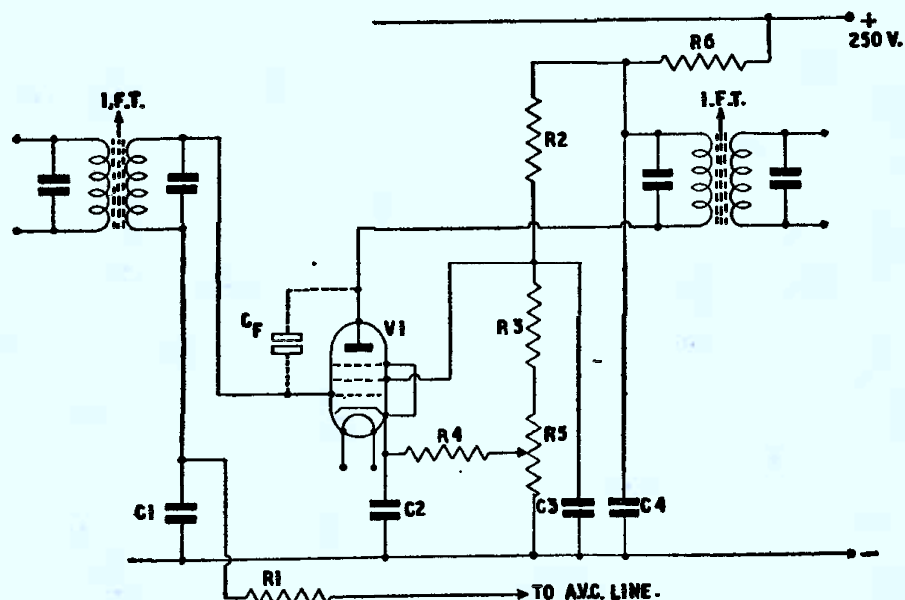 +
250 V.
R6
I.F.T.
I.F.T.
R2
CF
V1
R3
R4
R5
C1
C2
C3
C4
−
R1
TO A.V.C. LINE.